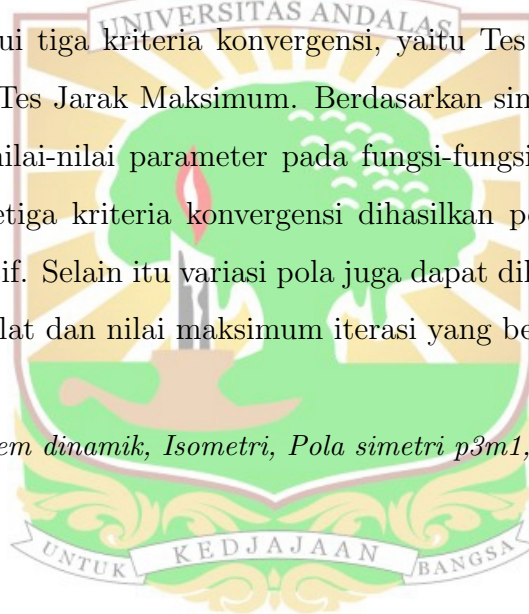 UNIVERSITAS ANDALAS
ui tiga kriteria konvergensi, yaitu Tes
Tes Jarak Maksimum. Berdasarkan sim
nilai-nilai parameter pada fungsi-fungsi
etiga kriteria konvergensi dihasilkan po
if. Selain itu variasi pola juga dapat dil
lat dan nilai maksimum iterasi yang be
em dinamik, Isometri, Pola simetri p3m1,
UNTUK KEDJAJAAN BANGSA